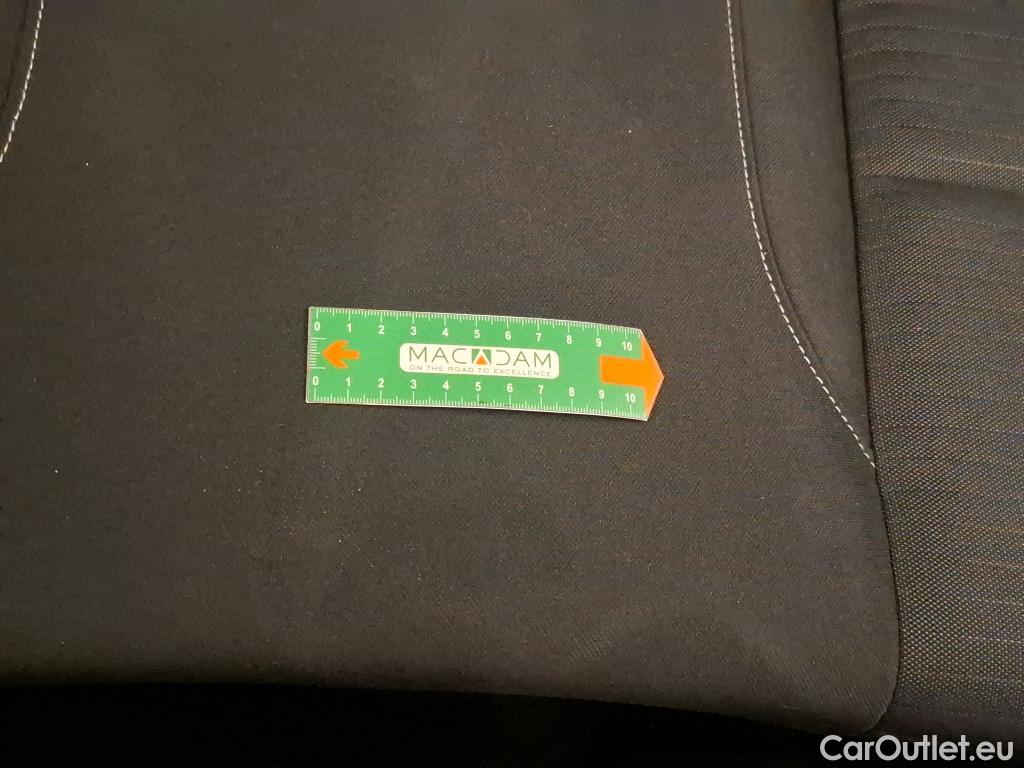 0 1 2 3 4 5 6 7 8 9 10
MACADAM
ON THE ROAD TO EXCELLENCE
0 1 2 3 4 5 6 7 8 9 10
CarOutlet.eu